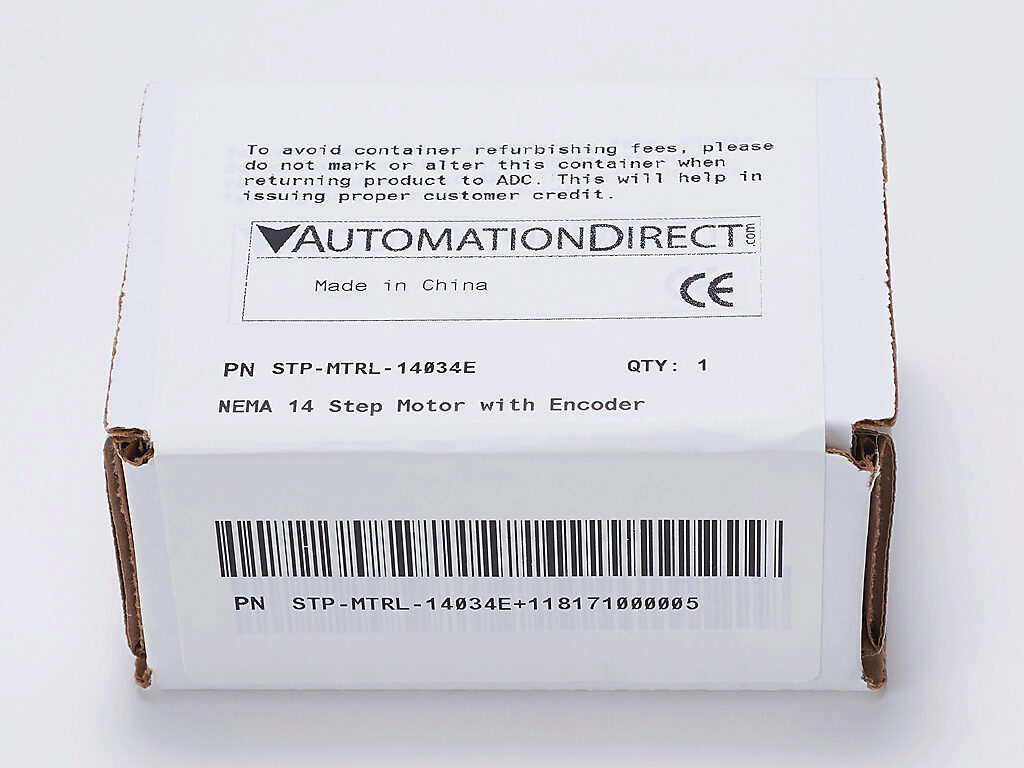 To avoid container refurbishing fees, please
do not mark or alter this container when
returning product to ADC. This will help in
issuing proper customer credit.
AUTOMATIONDIRECT.com
Made in China
CE
PN STP-MTRL-14034E QTY: 1
NEMA 14 Step Motor with Encoder
PN STP-MTRL-14034E+118171000005